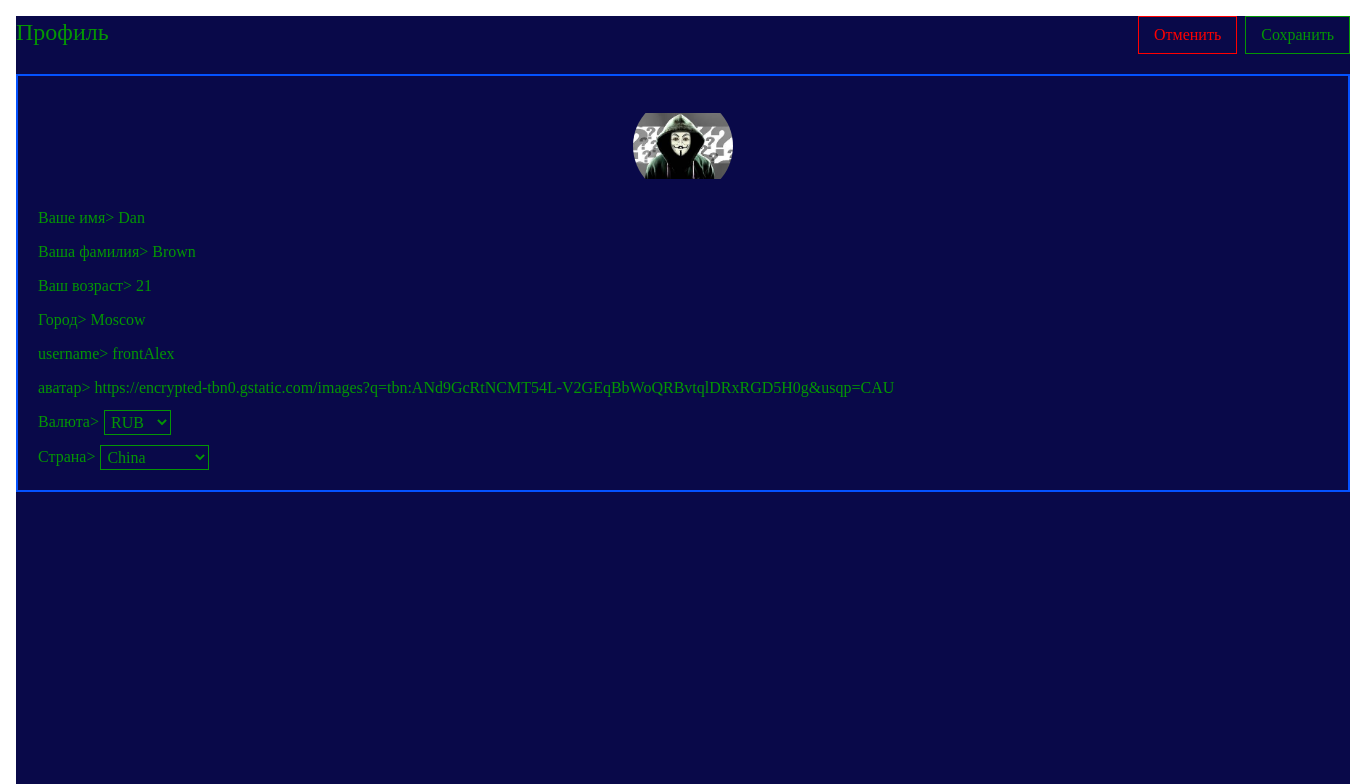 Профиль
Отменить
Сохранить
Ваше имя> Dan
Ваша фамилия> Brown
Ваш возраст> 21
Город> Moscow
username> frontAlex
аватар> https://encrypted-tbn0.gstatic.com/images?q=tbn:ANd9GcRtNCMT54L-V2GEqBbWoQRBvtqlDRxRGD5H0g&usqp=CAU
Валюта> RUB
Страна> China